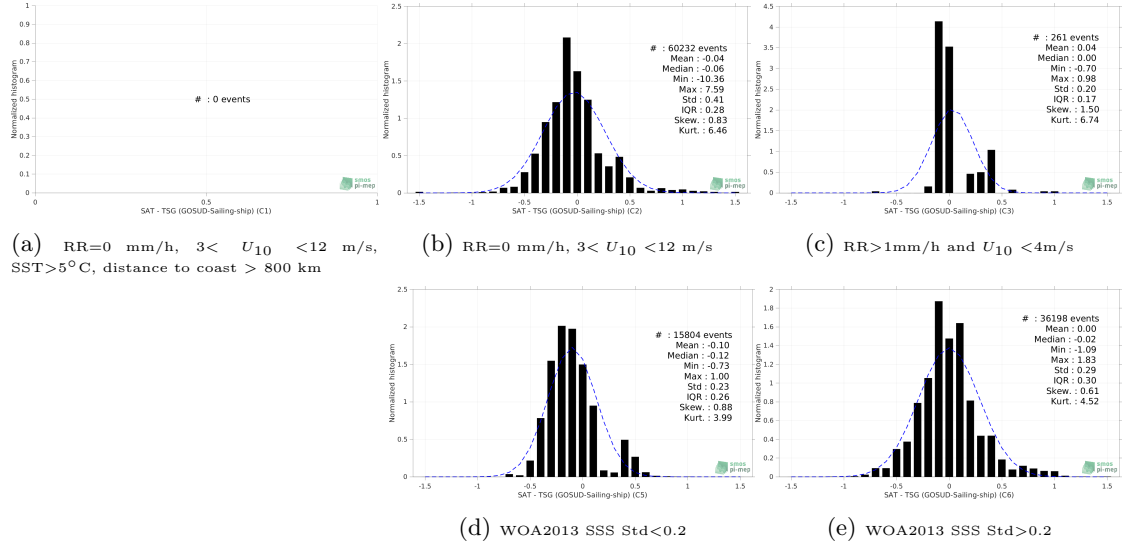 Normalized histogram
1
0.9
0.8
0.7
0.6
0.5
0.4
0.3
0.2
0.1
0
# : 0 events
smos
pi-mep
0 0.5 1
SAT - TSG (GOSUD-Sailing-ship) (C1)
(a) RR=0 mm/h, 3< U10 <12 m/s,
SST>5°C, distance to coast > 800 km
Normalized histogram
2.5
2
1.5
1
0.5
0
# : 60232 events
Mean : -0.04
Median : -0.06
Min : -10.36
Max : 7.59
Std : 0.41
IQR : 0.28
Skew. : 0.83
Kurt. : 6.46
smos
pi-mep
-1.5 -1 -0.5 0 0.5 1 1.5
SAT - TSG (GOSUD-Sailing-ship) (C2)
(b) RR=0 mm/h, 3< U10 <12 m/s
Normalized histogram
4.5
4
3.5
3
2.5
2
1.5
1
0.5
0
# : 261 events
Mean : 0.04
Median : 0.00
Min : -0.70
Max : 0.98
Std : 0.20
IQR : 0.17
Skew. : 1.50
Kurt. : 6.74
smos
pi-mep
-1.5 -1 -0.5 0 0.5 1 1.5
SAT - TSG (GOSUD-Sailing-ship) (C3)
(c) RR>1mm/h and U10 <4m/s
Normalized histogram
2.5
2
1.5
1
0.5
0
# : 15804 events
Mean : -0.10
Median : -0.12
Min : -0.73
Max : 1.00
Std : 0.23
IQR : 0.26
Skew. : 0.88
Kurt. : 3.99
smos
pi-mep
-1.5 -1 -0.5 0 0.5 1 1.5
SAT - TSG (GOSUD-Sailing-ship) (C5)
(d) WOA2013 SSS Std<0.2
Normalized histogram
2
1.8
1.6
1.4
1.2
1
0.8
0.6
0.4
0.2
0
# : 36198 events
Mean : 0.00
Median : -0.02
Min : -1.09
Max : 1.83
Std : 0.29
IQR : 0.30
Skew. : 0.61
Kurt. : 4.52
smos
pi-mep
-1.5 -1 -0.5 0 0.5 1 1.5
SAT - TSG (GOSUD-Sailing-ship) (C6)
(e) WOA2013 SSS Std>0.2